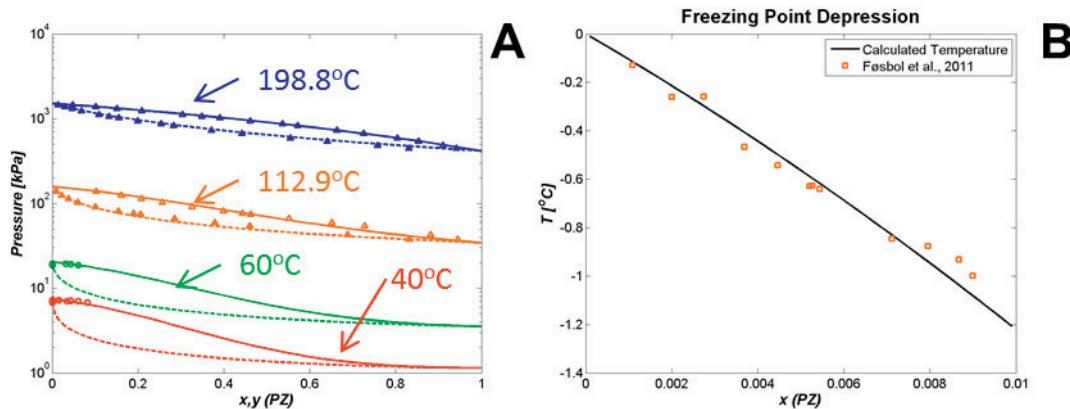 A
198.8°C
112.9°C
60°C
40°C
Pressure [kPa]
10⁴
10³
10²
10¹
10⁰
0
0.2
0.4
0.6
0.8
1
x,y (PZ)
Freezing Point Depression
B
Calculated Temperature
Føsbol et al., 2011
T [°C]
0
-0.2
-0.4
-0.6
-0.8
-1
-1.2
-1.4
0
0.002
0.004
0.006
0.008
0.01
x (PZ)